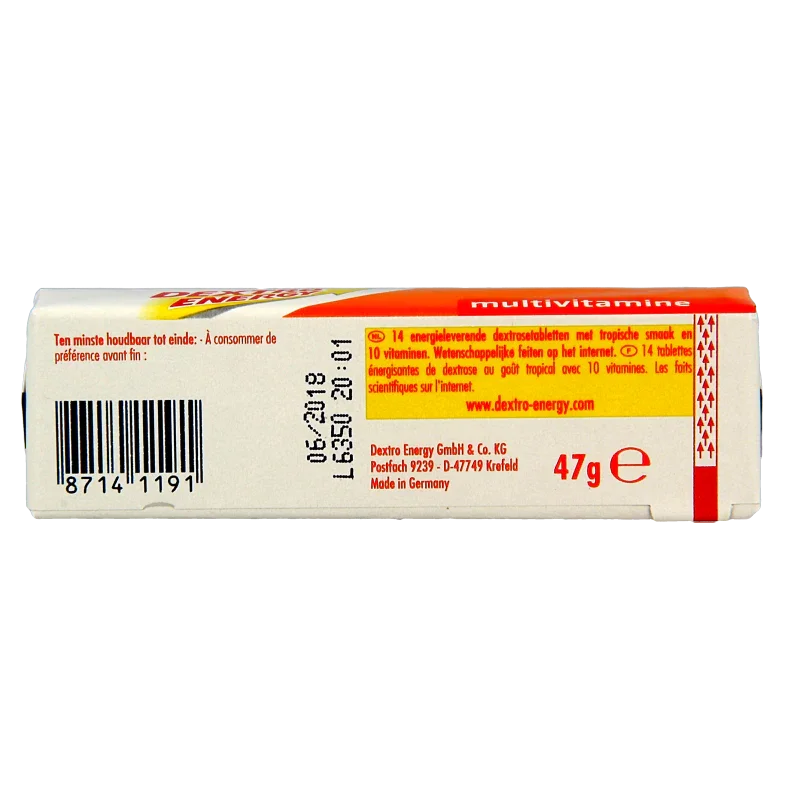 DEXTRO
ENERGY
multivitamine
Ten minste houdbaar tot einde: - À consommer de
préférence avant fin :
06/2018
L6350 20:01
NL 14 energieleverende dextrosetabletten met tropische smaak en
10 vitaminen. Wetenschappelijke feiten op het internet. F 14 tablettes
énergisantes de dextrase au goût tropical avec 10 vitamines. Les faits
scientifiques sur l'internet.
www.dextro-energy.com
Dextro Energy GmbH & Co. KG
Postfach 9239 - D-47749 Krefeld
Made in Germany
47g ℮
8714 1191